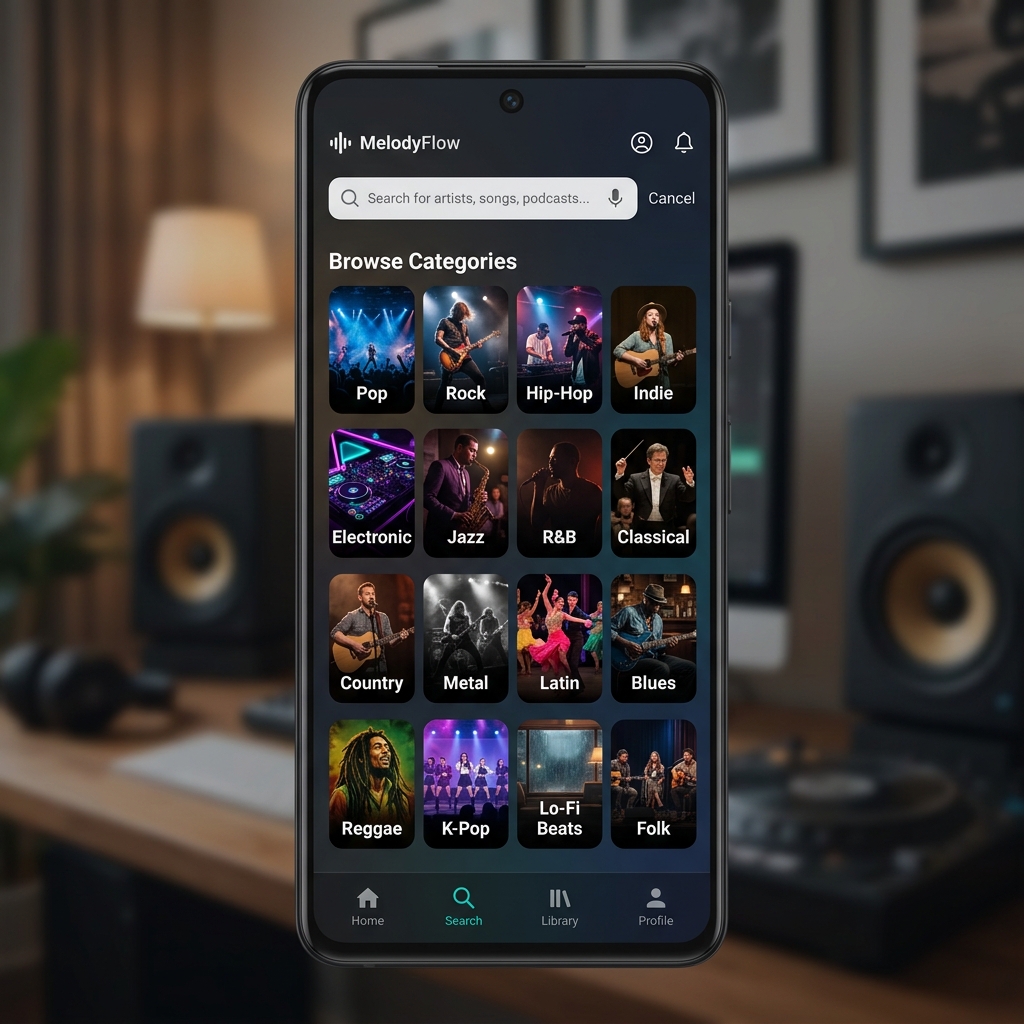 MelodyFlow
Search for artists, songs, podcasts...
Cancel
Browse Categories
Pop
Rock
Hip-Hop
Indie
Electronic
Jazz
R&B
Classical
Country
Metal
Latin
Blues
Reggae
K-Pop
Lo-Fi
Beats
Folk
Home
Search
Library
Profile